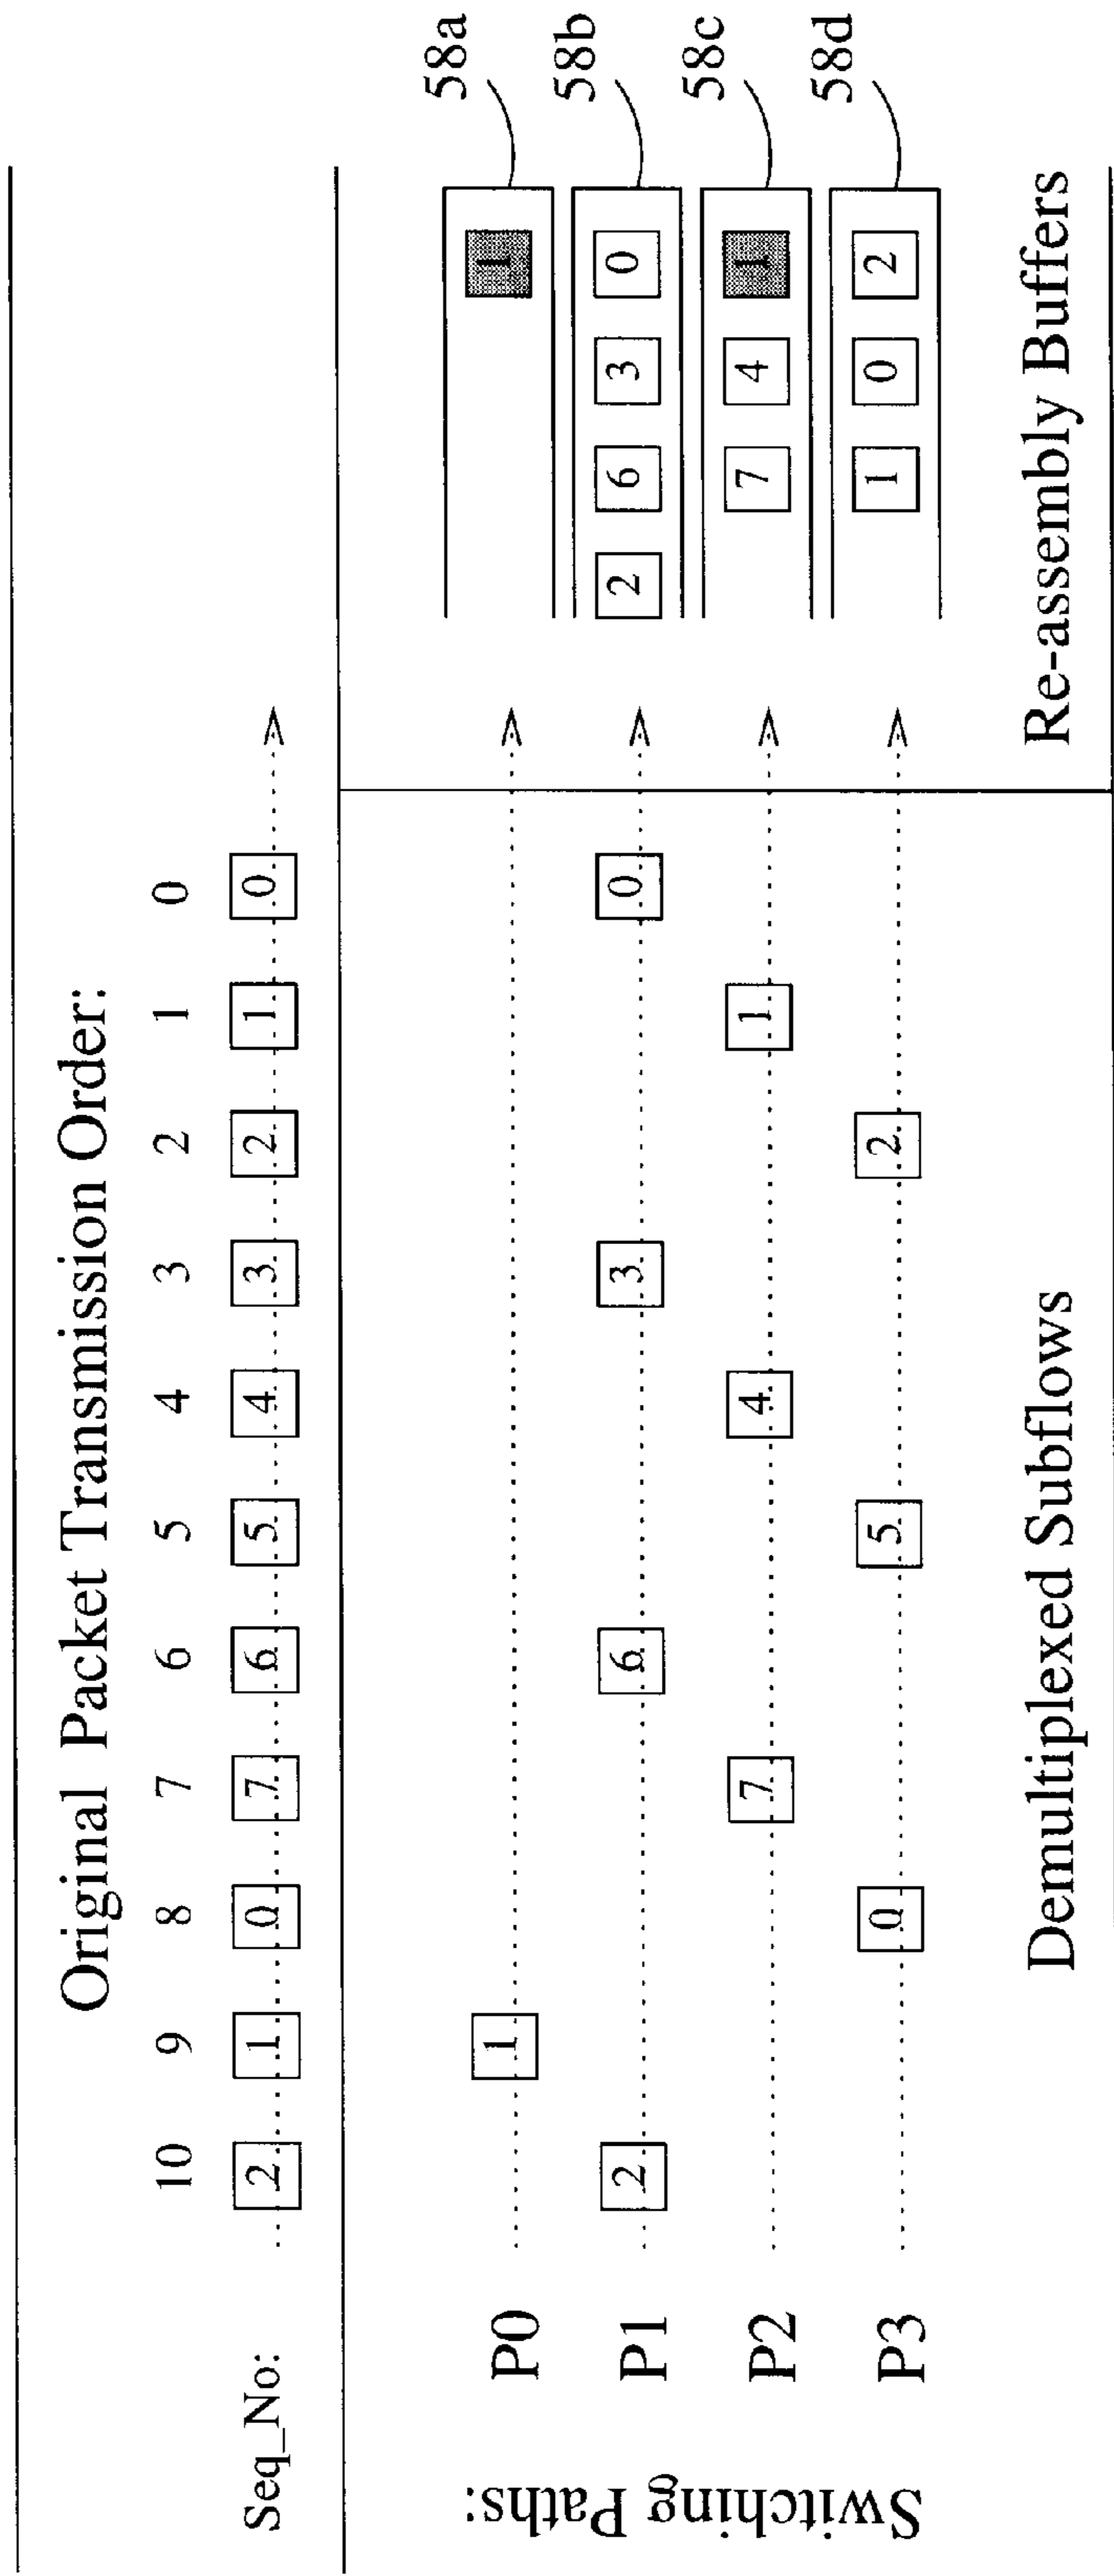 Original Packet Transmission Order:
10 9 8 7 6 5 4 3 2 1 0
Seq_No: 2 1 0 7 6 5 4 3 2 1 0
Switching Paths:
P0 1 1 58a
P1 2 6 3 0 2 6 3 0 58b
P2 7 4 1 7 4 1 58c
P3 0 5 2 1 0 2 58d
Demultiplexed Subflows
Re-assembly Buffers